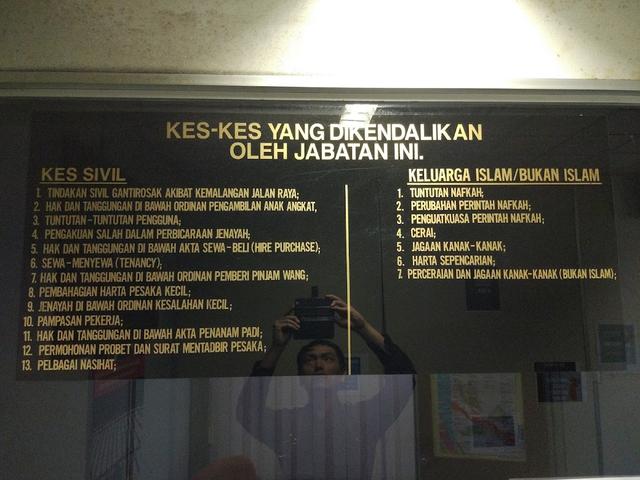 KES-KES YANG DIKENDALIKAN
OLEH JABATAN INI.
KES SIVIL
1. TINDAKAN SIVIL GANTIROSAK AKIBAT KEMALANGAN JALAN RAYA;
2. HAK DAN TANGGUNGAN DI BAWAH ORDINAN PENGAMBILAN ANAK ANGKAT,
3. TUNTUTAN-TUNTUTAN PENGGUNA;
4. PENGAKUAN SALAH DALAM PERBICARAAN JENAYAH;
5. HAK DAN TANGGUNGAN DI BAWAH AKTA SEWA-BELI (HIRE PURCHASE);
6. SEWA-MENYEWA (TENANCY);
7. HAK DAN TANGGUNGAN DI BAWAH ORDINAN PEMBERI PINJAM WANG;
8. PEMBAHAGIAN HARTA PESAKA KECIL;
9. JENAYAH DI BAWAH ORDINAN KESALAHAN KECIL;
10. PAMPASAN PEKERJA;
11. HAK DAN TANGGUNGAN DI BAWAH AKTA PENANAM PADI;
12. PERMOHONAN PROBET DAN SURAT MENTADBIR PESAKA;
13. PELBAGAI NASIHAT;
KELUARGA ISLAM/BUKAN ISLAM
1. TUNTUTAN NAFKAH;
2. PERUBAHAN PERINTAH NAFKAH;
3. PENGUATKUASA PERINTAH NAFKAH;
4. CERAI;
5. JAGAAN KANAK-KANAK;
6. HARTA SEPENCARIAN;
7. PERCERAIAN DAN JAGAAN KANAK-KANAK (BUKAN ISLAM);